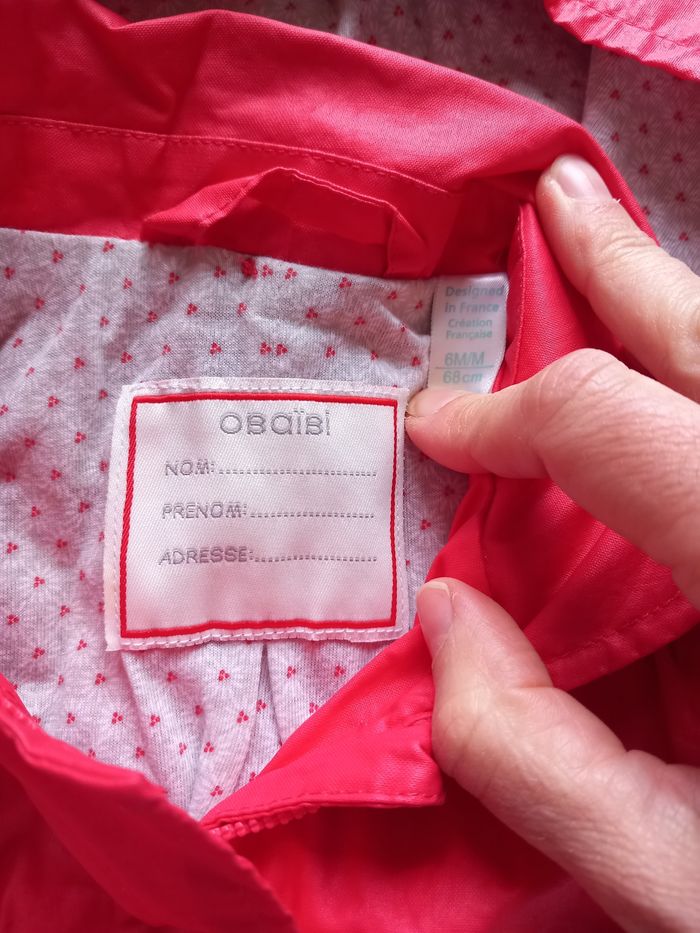 Designed
in France
Création
Française
6M/M
68cm
OBAÏBI
NOM:
PRENOM:
ADRESSE: